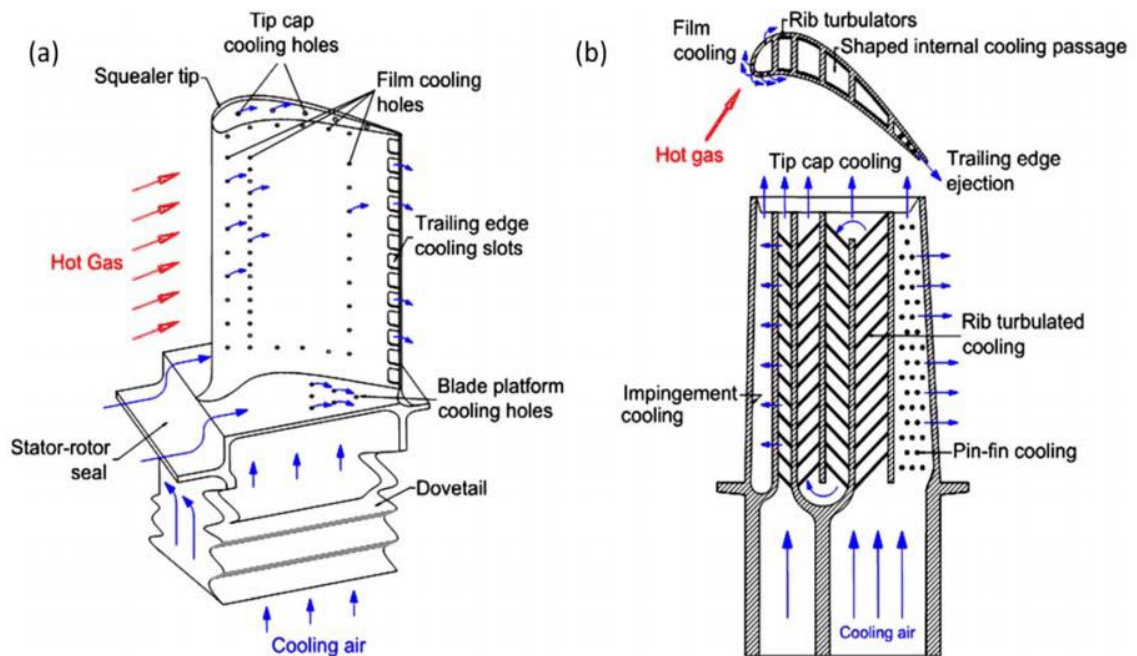 (a)
Tip cap
cooling holes
Squealer tip
Film cooling
holes
Hot Gas
Trailing edge
cooling slots
Blade platform
cooling holes
Stator-rotor
seal
Dovetail
Cooling air
(b)
Film
cooling
Rib turbulators
Shaped internal cooling passage
Hot gas
Tip cap cooling
Trailing edge
ejection
Rib turbulated
cooling
Impingement
cooling
Pin-fin cooling
Cooling air